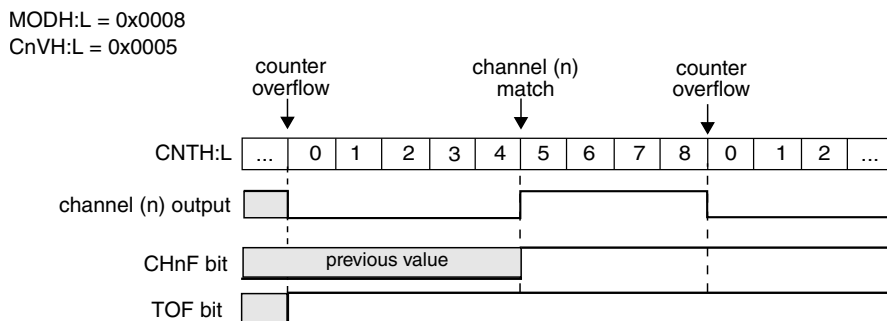 MODH:L = 0x0008
CnVH:L = 0x0005
counter
overflow
channel (n)
match
counter
overflow
CNTH:L ... 0 1 2 3 4 5 6 7 8 0 1 2 ...
channel (n) output
CHnF bit previous value
TOF bit